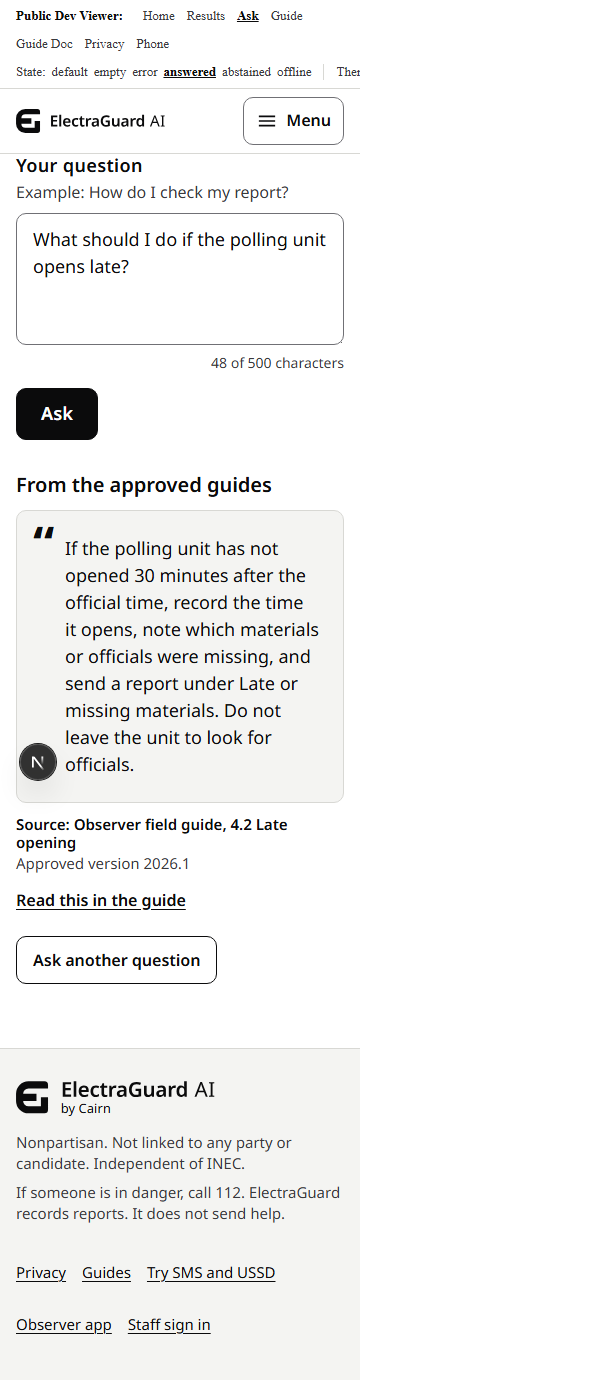 Public Dev Viewer: Home Results Ask Guide
Guide Doc Privacy Phone
State: default empty error answered abstained offline
ElectraGuard AI
Menu
Your question
Example: How do I check my report?
What should I do if the polling unit
opens late?
48 of 500 characters
Ask
From the approved guides
“
If the polling unit has not
opened 30 minutes after the
official time, record the time
it opens, note which materials
or officials were missing, and
send a report under Late or
missing materials. Do not
leave the unit to look for
officials.
N
Source: Observer field guide, 4.2 Late
opening
Approved version 2026.1
Read this in the guide
Ask another question
ElectraGuard AI
by Cairn
Nonpartisan. Not linked to any party or
candidate. Independent of INEC.
If someone is in danger, call 112. ElectraGuard
records reports. It does not send help.
Privacy Guides Try SMS and USSD
Observer app Staff sign in